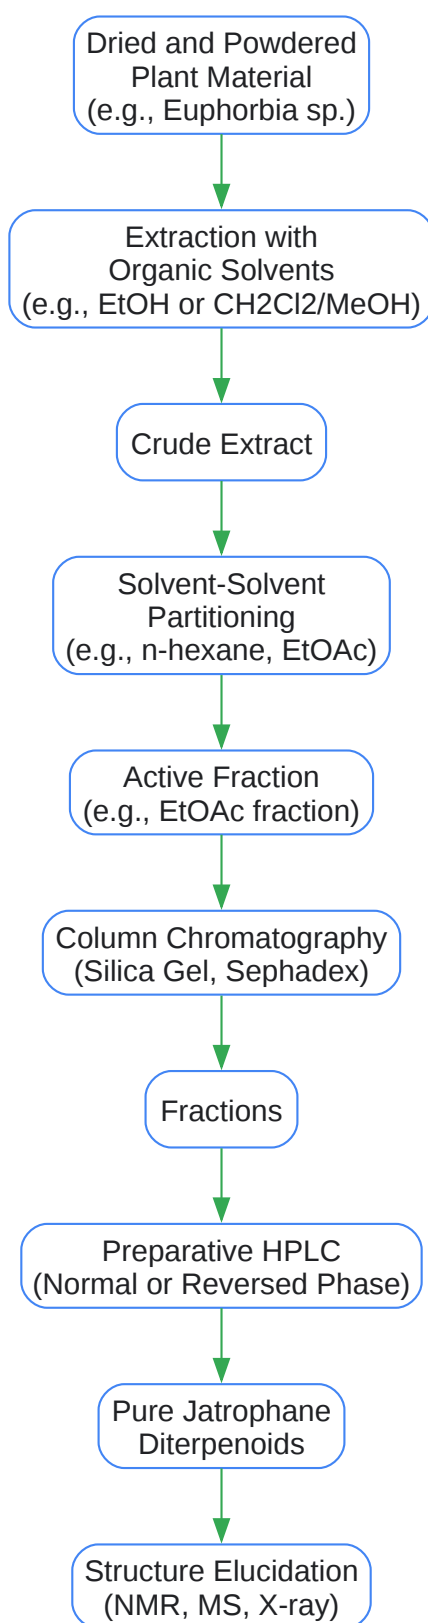 Dried and Powdered
Plant Material
(e.g., Euphorbia sp.)
Extraction with
Organic Solvents
(e.g., EtOH or CH2Cl2/MeOH)
Crude Extract
Solvent-Solvent
Partitioning
(e.g., n-hexane, EtOAc)
Active Fraction
(e.g., EtOAc fraction)
Column Chromatography
(Silica Gel, Sephadex)
Fractions
Preparative HPLC
(Normal or Reversed Phase)
Pure Jatrophane
Diterpenoids
Structure Elucidation
(NMR, MS, X-ray)